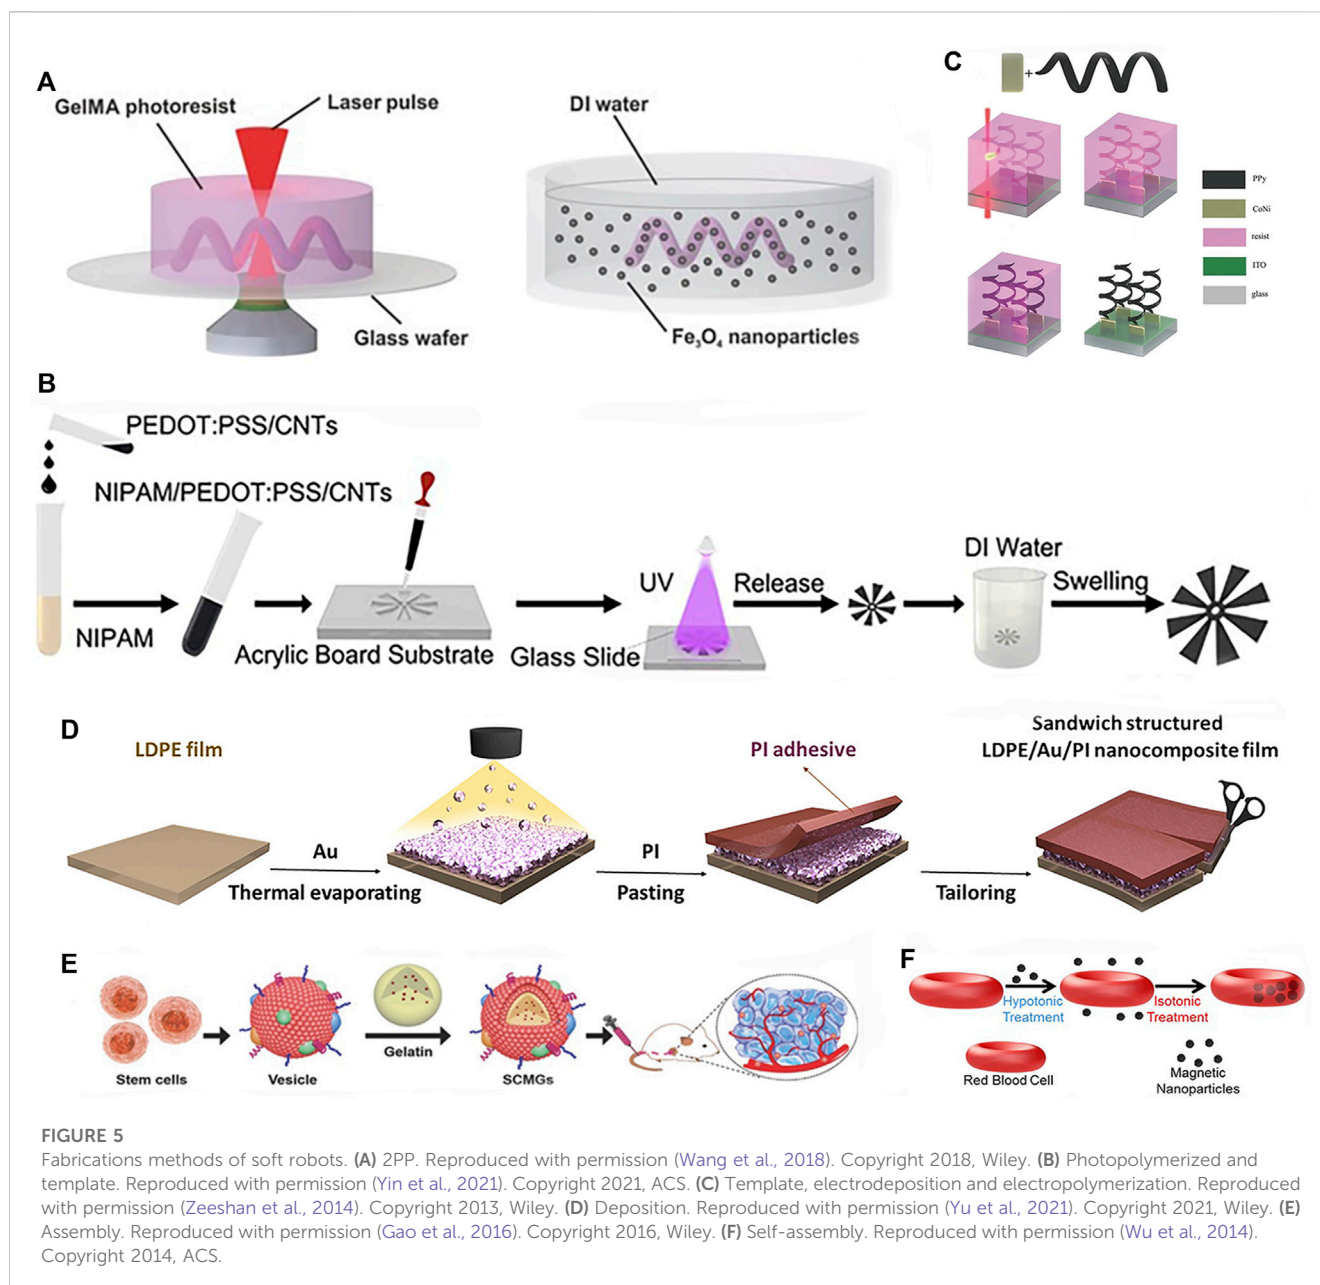 A
GelMA photoresist
Laser pulse
Glass wafer
DI water
Fe₃O₄ nanoparticles
C
+
PPy
CoNi
resist
ITO
glass
B
PEDOT:PSS/CNTs
NIPAM/PEDOT:PSS/CNTs
NIPAM
Acrylic Board Substrate
UV
Glass Slide
Release
DI Water
Swelling
D
LDPE film
Au
Thermal evaporating
PI
Pasting
PI adhesive
Tailoring
Sandwich structured
LDPE/Au/PI nanocomposite film
E
Stem cells
Vesicle
Gelatin
SCMGs
F
Hypotonic
Treatment
Isotonic
Treatment
Red Blood Cell
Magnetic
Nanoparticles
FIGURE 5
Fabrications methods of soft robots. (A) 2PP. Reproduced with permission (Wang et al., 2018). Copyright 2018, Wiley. (B) Photopolymerized and
template. Reproduced with permission (Yin et al., 2021). Copyright 2021, ACS. (C) Template, electrodeposition and electropolymerization. Reproduced
with permission (Zeeshan et al., 2014). Copyright 2013, Wiley. (D) Deposition. Reproduced with permission (Yu et al., 2021). Copyright 2021, Wiley. (E)
Assembly. Reproduced with permission (Gao et al., 2016). Copyright 2016, Wiley. (F) Self-assembly. Reproduced with permission (Wu et al., 2014).
Copyright 2014, ACS.